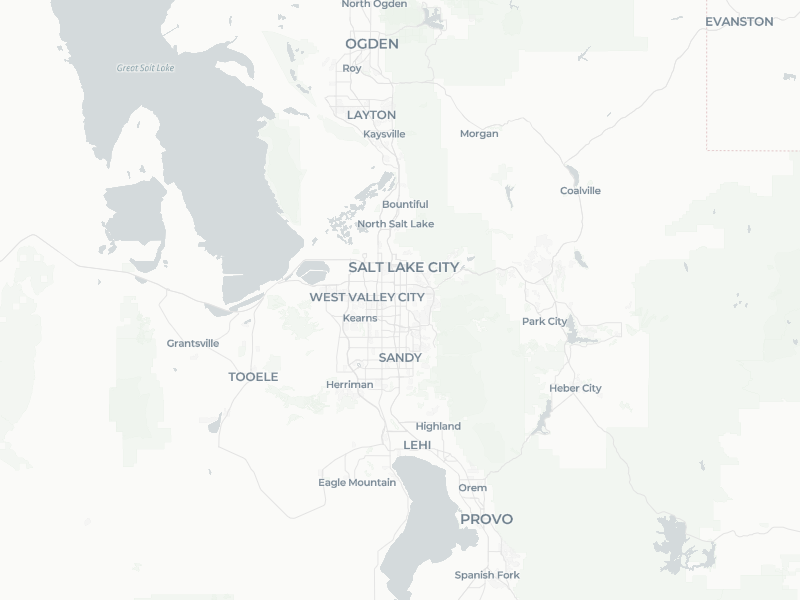 North Ogden
EVANSTON
OGDEN
Roy
Great Salt Lake
LAYTON
Kaysville
Morgan
Coalville
Bountiful
North Salt Lake
SALT LAKE CITY
WEST VALLEY CITY
Kearns
Park City
Grantsville
SANDY
TOOELE
Herriman
Heber City
Highland
LEHI
Eagle Mountain
Orem
PROVO
Spanish Fork